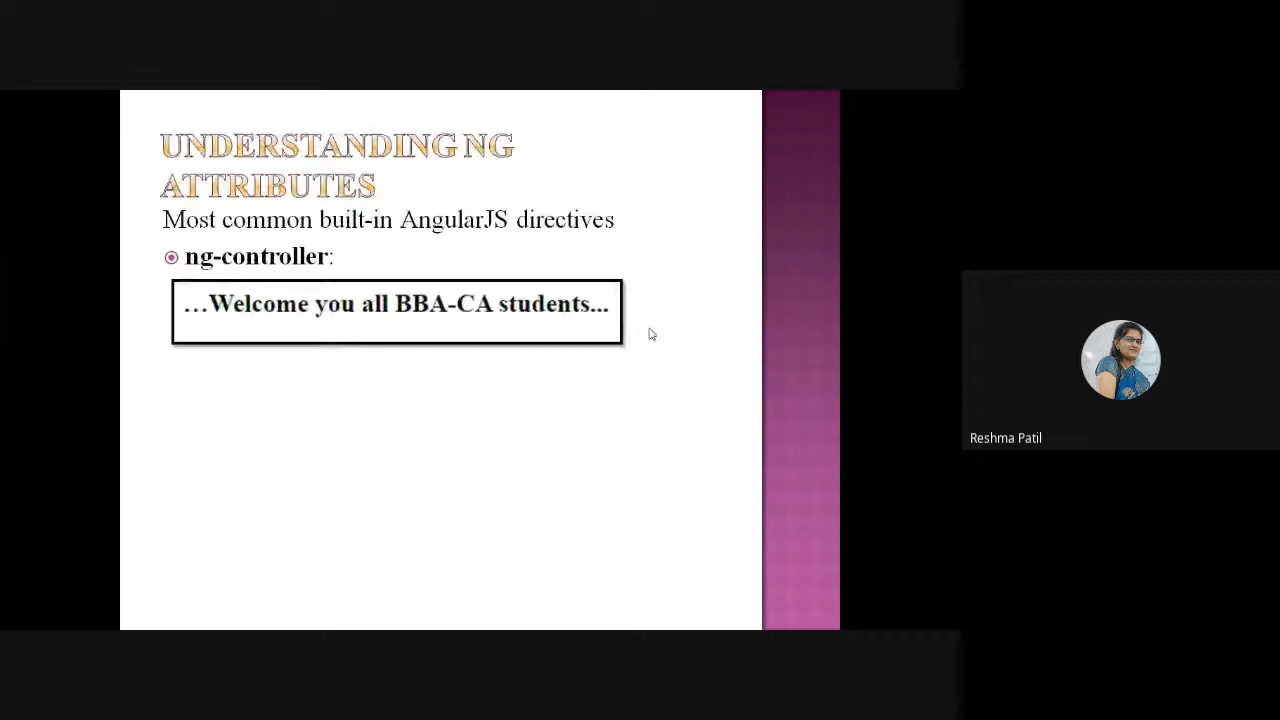 UNDERSTANDING NG
ATTRIBUTES
Most common built-in AngularJS directives
ng-controller:
...Welcome you all BBA-CA students...
Reshma Patil